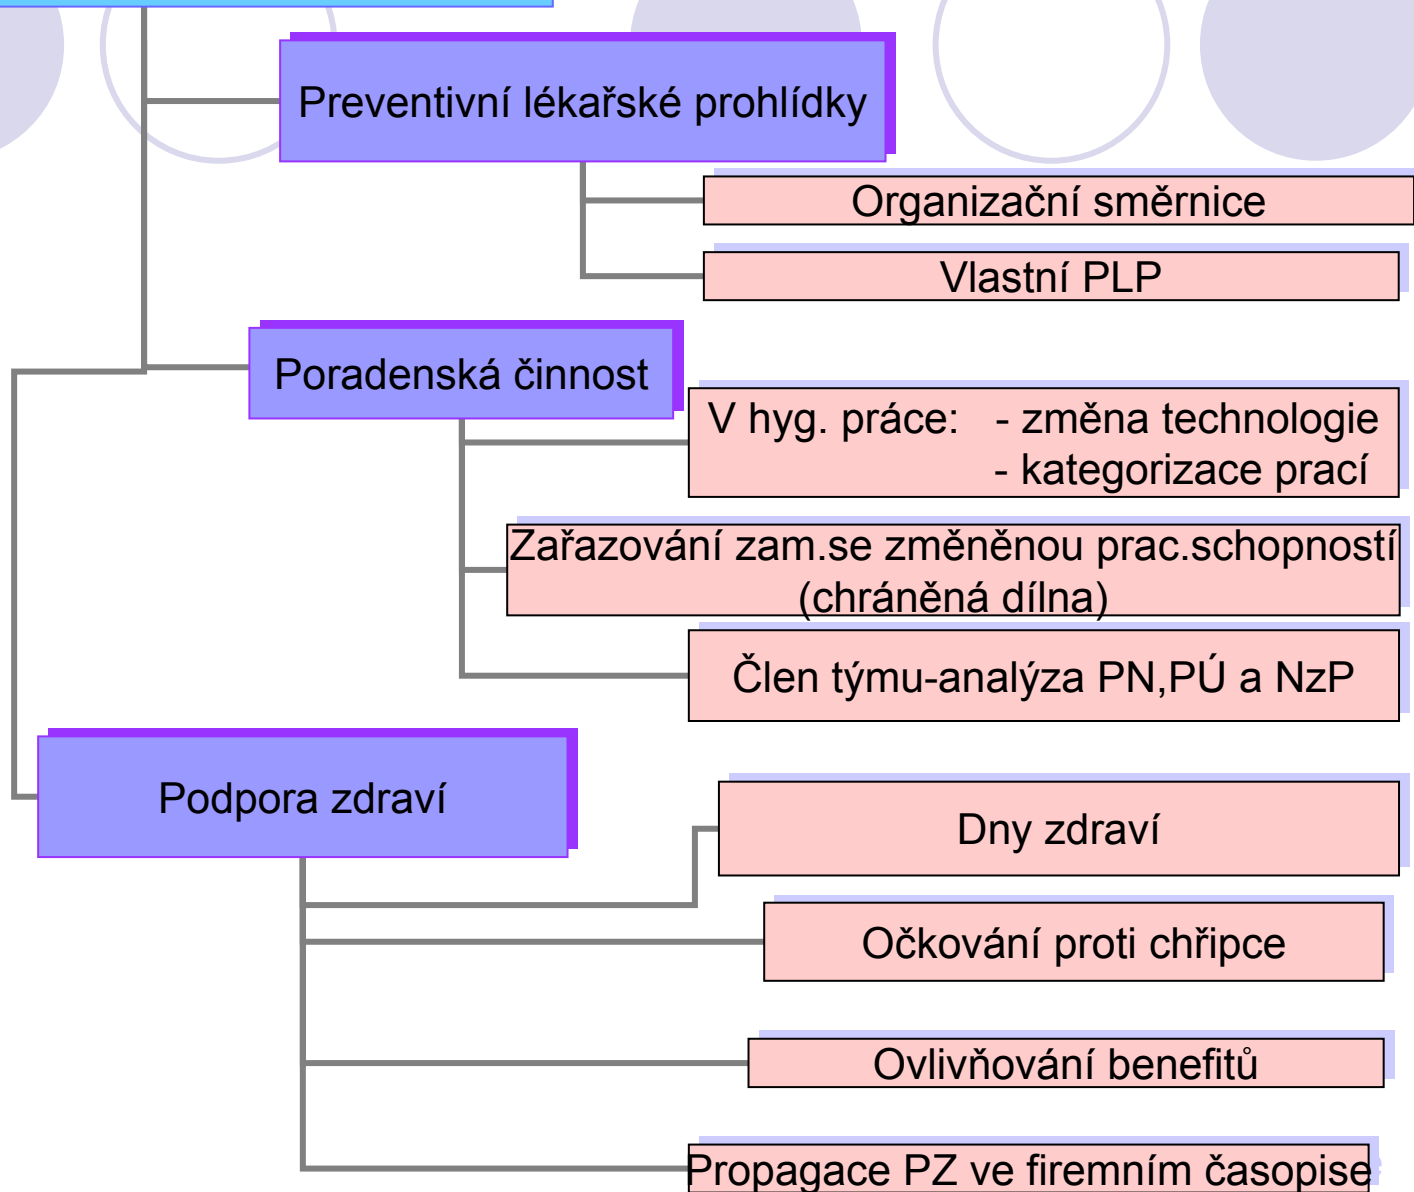 Preventivní lékařské prohlídky
Organizační směrnice
Vlastní PLP
Poradenská činnost
V hyg. práce:   - změna technologie
- kategorizace prací
Zařazování zam.se změněnou prac.schopností
(chráněná dílna)
Člen týmu-analýza PN,PÚ a NzP
Podpora zdraví
Dny zdraví
Očkování proti chřipce
Ovlivňování benefitů
Propagace PZ ve firemním časopise